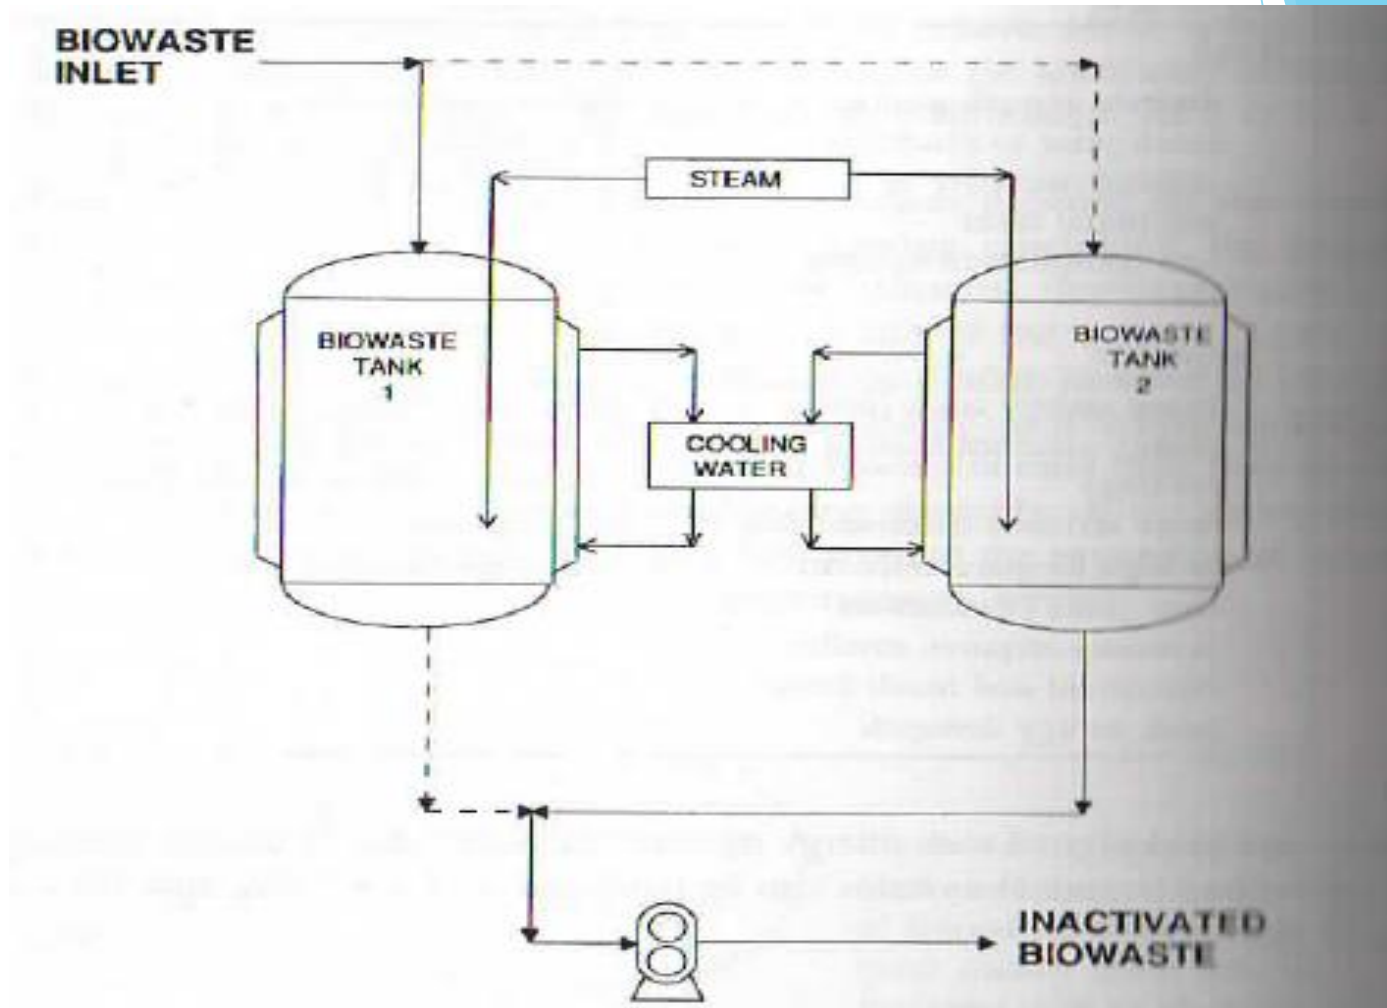 BIOWASTE
INLET
STEAM
BIOWASTE
TANK
1
BIOWASTE
TANK
2
COOLING
WATER
INACTIVATED
BIOWASTE